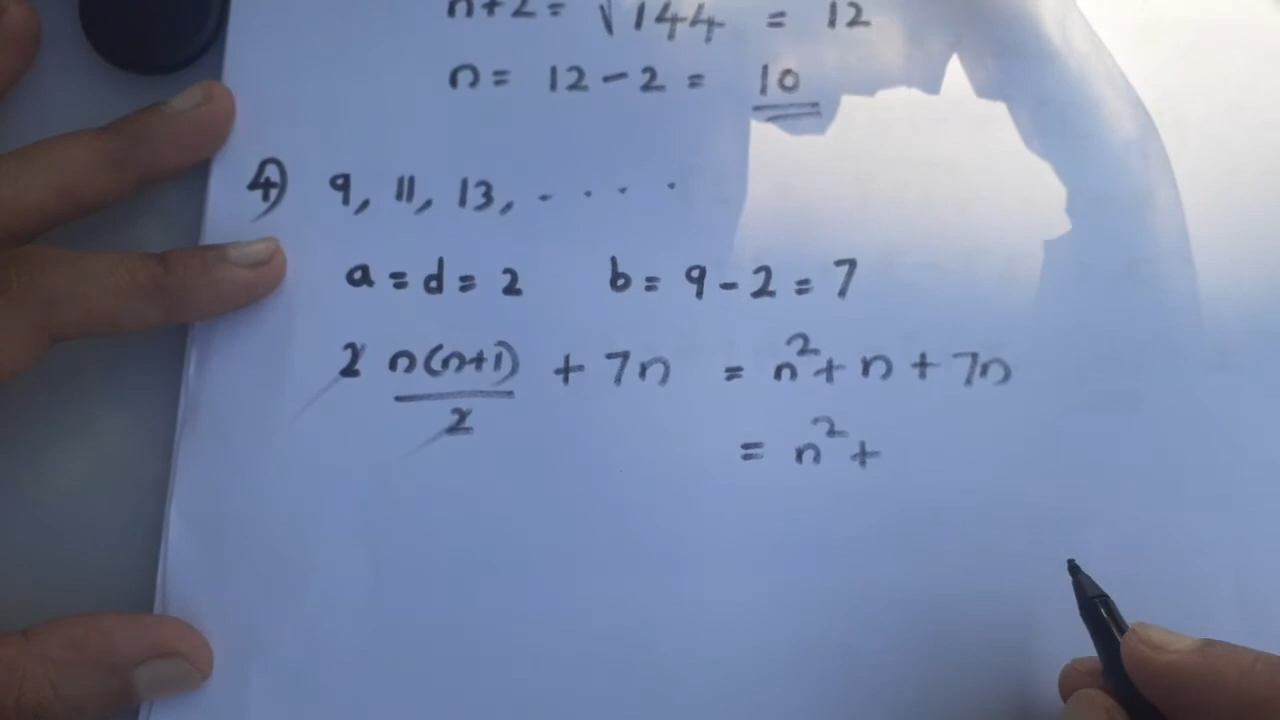 n+2 = √144 = 12
n = 12 - 2 = 10
4) 9, 11, 13, - . . .
a = d = 2 b = 9 - 2 = 7
2 n(n+1)/2 + 7n = n² + n + 7n
= n² +